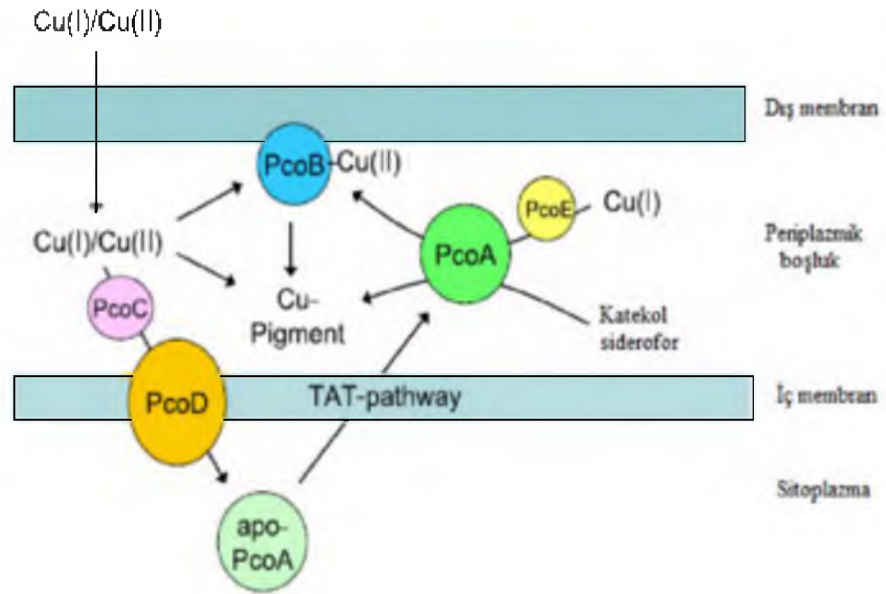 Cu(I)/Cu(II)
Dış membran
PcoB
Cu(II)
PcoE
Cu(I)
Cu(I)/Cu(II)
PcoA
Periplazmik
boşluk
PcoC
Cu-
Pigment
Katekol
siderofor
PcoD
TAT-pathway
İç membran
Sitoplazma
apo-
PcoA